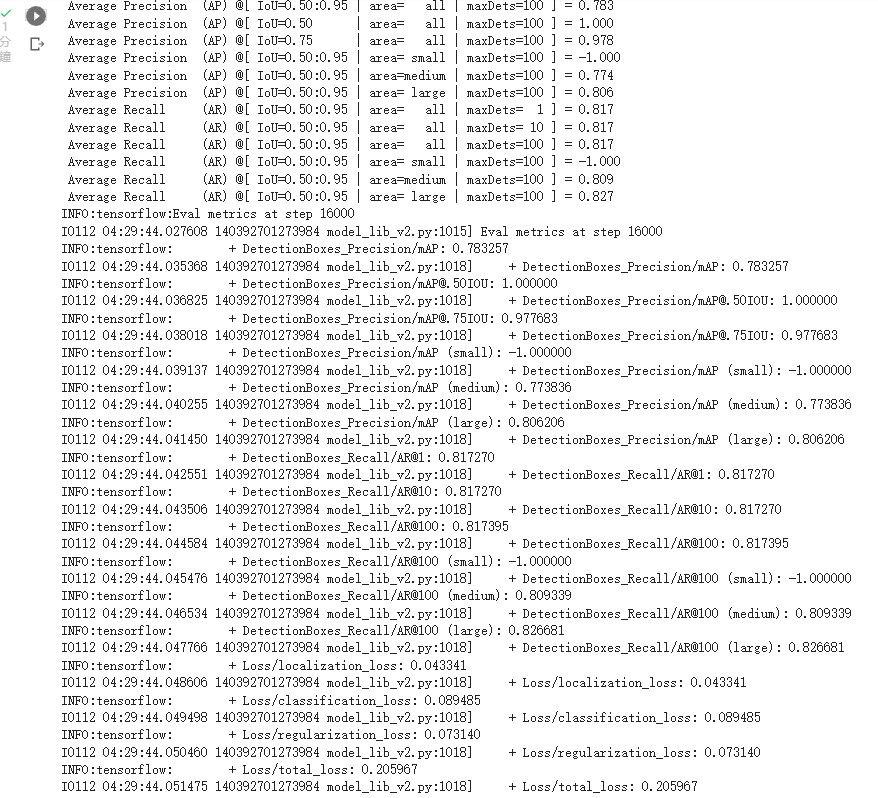 1
分
鐘
Average Precision  (AP) @[ IoU=0.50:0.95 | area=   all | maxDets=100 ] = 0.783
Average Precision  (AP) @[ IoU=0.50      | area=   all | maxDets=100 ] = 1.000
Average Precision  (AP) @[ IoU=0.75      | area=   all | maxDets=100 ] = 0.978
Average Precision  (AP) @[ IoU=0.50:0.95 | area= small | maxDets=100 ] = -1.000
Average Precision  (AP) @[ IoU=0.50:0.95 | area=medium | maxDets=100 ] = 0.774
Average Precision  (AP) @[ IoU=0.50:0.95 | area= large | maxDets=100 ] = 0.806
Average Recall     (AR) @[ IoU=0.50:0.95 | area=   all | maxDets=  1 ] = 0.817
Average Recall     (AR) @[ IoU=0.50:0.95 | area=   all | maxDets= 10 ] = 0.817
Average Recall     (AR) @[ IoU=0.50:0.95 | area=   all | maxDets=100 ] = 0.817
Average Recall     (AR) @[ IoU=0.50:0.95 | area= small | maxDets=100 ] = -1.000
Average Recall     (AR) @[ IoU=0.50:0.95 | area=medium | maxDets=100 ] = 0.809
Average Recall     (AR) @[ IoU=0.50:0.95 | area= large | maxDets=100 ] = 0.827
INFO:tensorflow:Eval metrics at step 16000
I0112 04:29:44.027608 140392701273984 model_lib_v2.py:1015] Eval metrics at step 16000
INFO:tensorflow:        + DetectionBoxes_Precision/mAP: 0.783257
I0112 04:29:44.035368 140392701273984 model_lib_v2.py:1018]     + DetectionBoxes_Precision/mAP: 0.783257
INFO:tensorflow:        + DetectionBoxes_Precision/mAP@.50IOU: 1.000000
I0112 04:29:44.036825 140392701273984 model_lib_v2.py:1018]     + DetectionBoxes_Precision/mAP@.50IOU: 1.000000
INFO:tensorflow:        + DetectionBoxes_Precision/mAP@.75IOU: 0.977683
I0112 04:29:44.038018 140392701273984 model_lib_v2.py:1018]     + DetectionBoxes_Precision/mAP@.75IOU: 0.977683
INFO:tensorflow:        + DetectionBoxes_Precision/mAP (small): -1.000000
I0112 04:29:44.039137 140392701273984 model_lib_v2.py:1018]     + DetectionBoxes_Precision/mAP (small): -1.000000
INFO:tensorflow:        + DetectionBoxes_Precision/mAP (medium): 0.773836
I0112 04:29:44.040255 140392701273984 model_lib_v2.py:1018]     + DetectionBoxes_Precision/mAP (medium): 0.773836
INFO:tensorflow:        + DetectionBoxes_Precision/mAP (large): 0.806206
I0112 04:29:44.041450 140392701273984 model_lib_v2.py:1018]     + DetectionBoxes_Precision/mAP (large): 0.806206
INFO:tensorflow:        + DetectionBoxes_Recall/AR@1: 0.817270
I0112 04:29:44.042551 140392701273984 model_lib_v2.py:1018]     + DetectionBoxes_Recall/AR@1: 0.817270
INFO:tensorflow:        + DetectionBoxes_Recall/AR@10: 0.817270
I0112 04:29:44.043506 140392701273984 model_lib_v2.py:1018]     + DetectionBoxes_Recall/AR@10: 0.817270
INFO:tensorflow:        + DetectionBoxes_Recall/AR@100: 0.817395
I0112 04:29:44.044584 140392701273984 model_lib_v2.py:1018]     + DetectionBoxes_Recall/AR@100: 0.817395
INFO:tensorflow:        + DetectionBoxes_Recall/AR@100 (small): -1.000000
I0112 04:29:44.045476 140392701273984 model_lib_v2.py:1018]     + DetectionBoxes_Recall/AR@100 (small): -1.000000
INFO:tensorflow:        + DetectionBoxes_Recall/AR@100 (medium): 0.809339
I0112 04:29:44.046534 140392701273984 model_lib_v2.py:1018]     + DetectionBoxes_Recall/AR@100 (medium): 0.809339
INFO:tensorflow:        + DetectionBoxes_Recall/AR@100 (large): 0.826681
I0112 04:29:44.047766 140392701273984 model_lib_v2.py:1018]     + DetectionBoxes_Recall/AR@100 (large): 0.826681
INFO:tensorflow:        + Loss/localization_loss: 0.043341
I0112 04:29:44.048606 140392701273984 model_lib_v2.py:1018]     + Loss/localization_loss: 0.043341
INFO:tensorflow:        + Loss/classification_loss: 0.089485
I0112 04:29:44.049498 140392701273984 model_lib_v2.py:1018]     + Loss/classification_loss: 0.089485
INFO:tensorflow:        + Loss/regularization_loss: 0.073140
I0112 04:29:44.050460 140392701273984 model_lib_v2.py:1018]     + Loss/regularization_loss: 0.073140
INFO:tensorflow:        + Loss/total_loss: 0.205967
I0112 04:29:44.051475 140392701273984 model_lib_v2.py:1018]     + Loss/total_loss: 0.205967